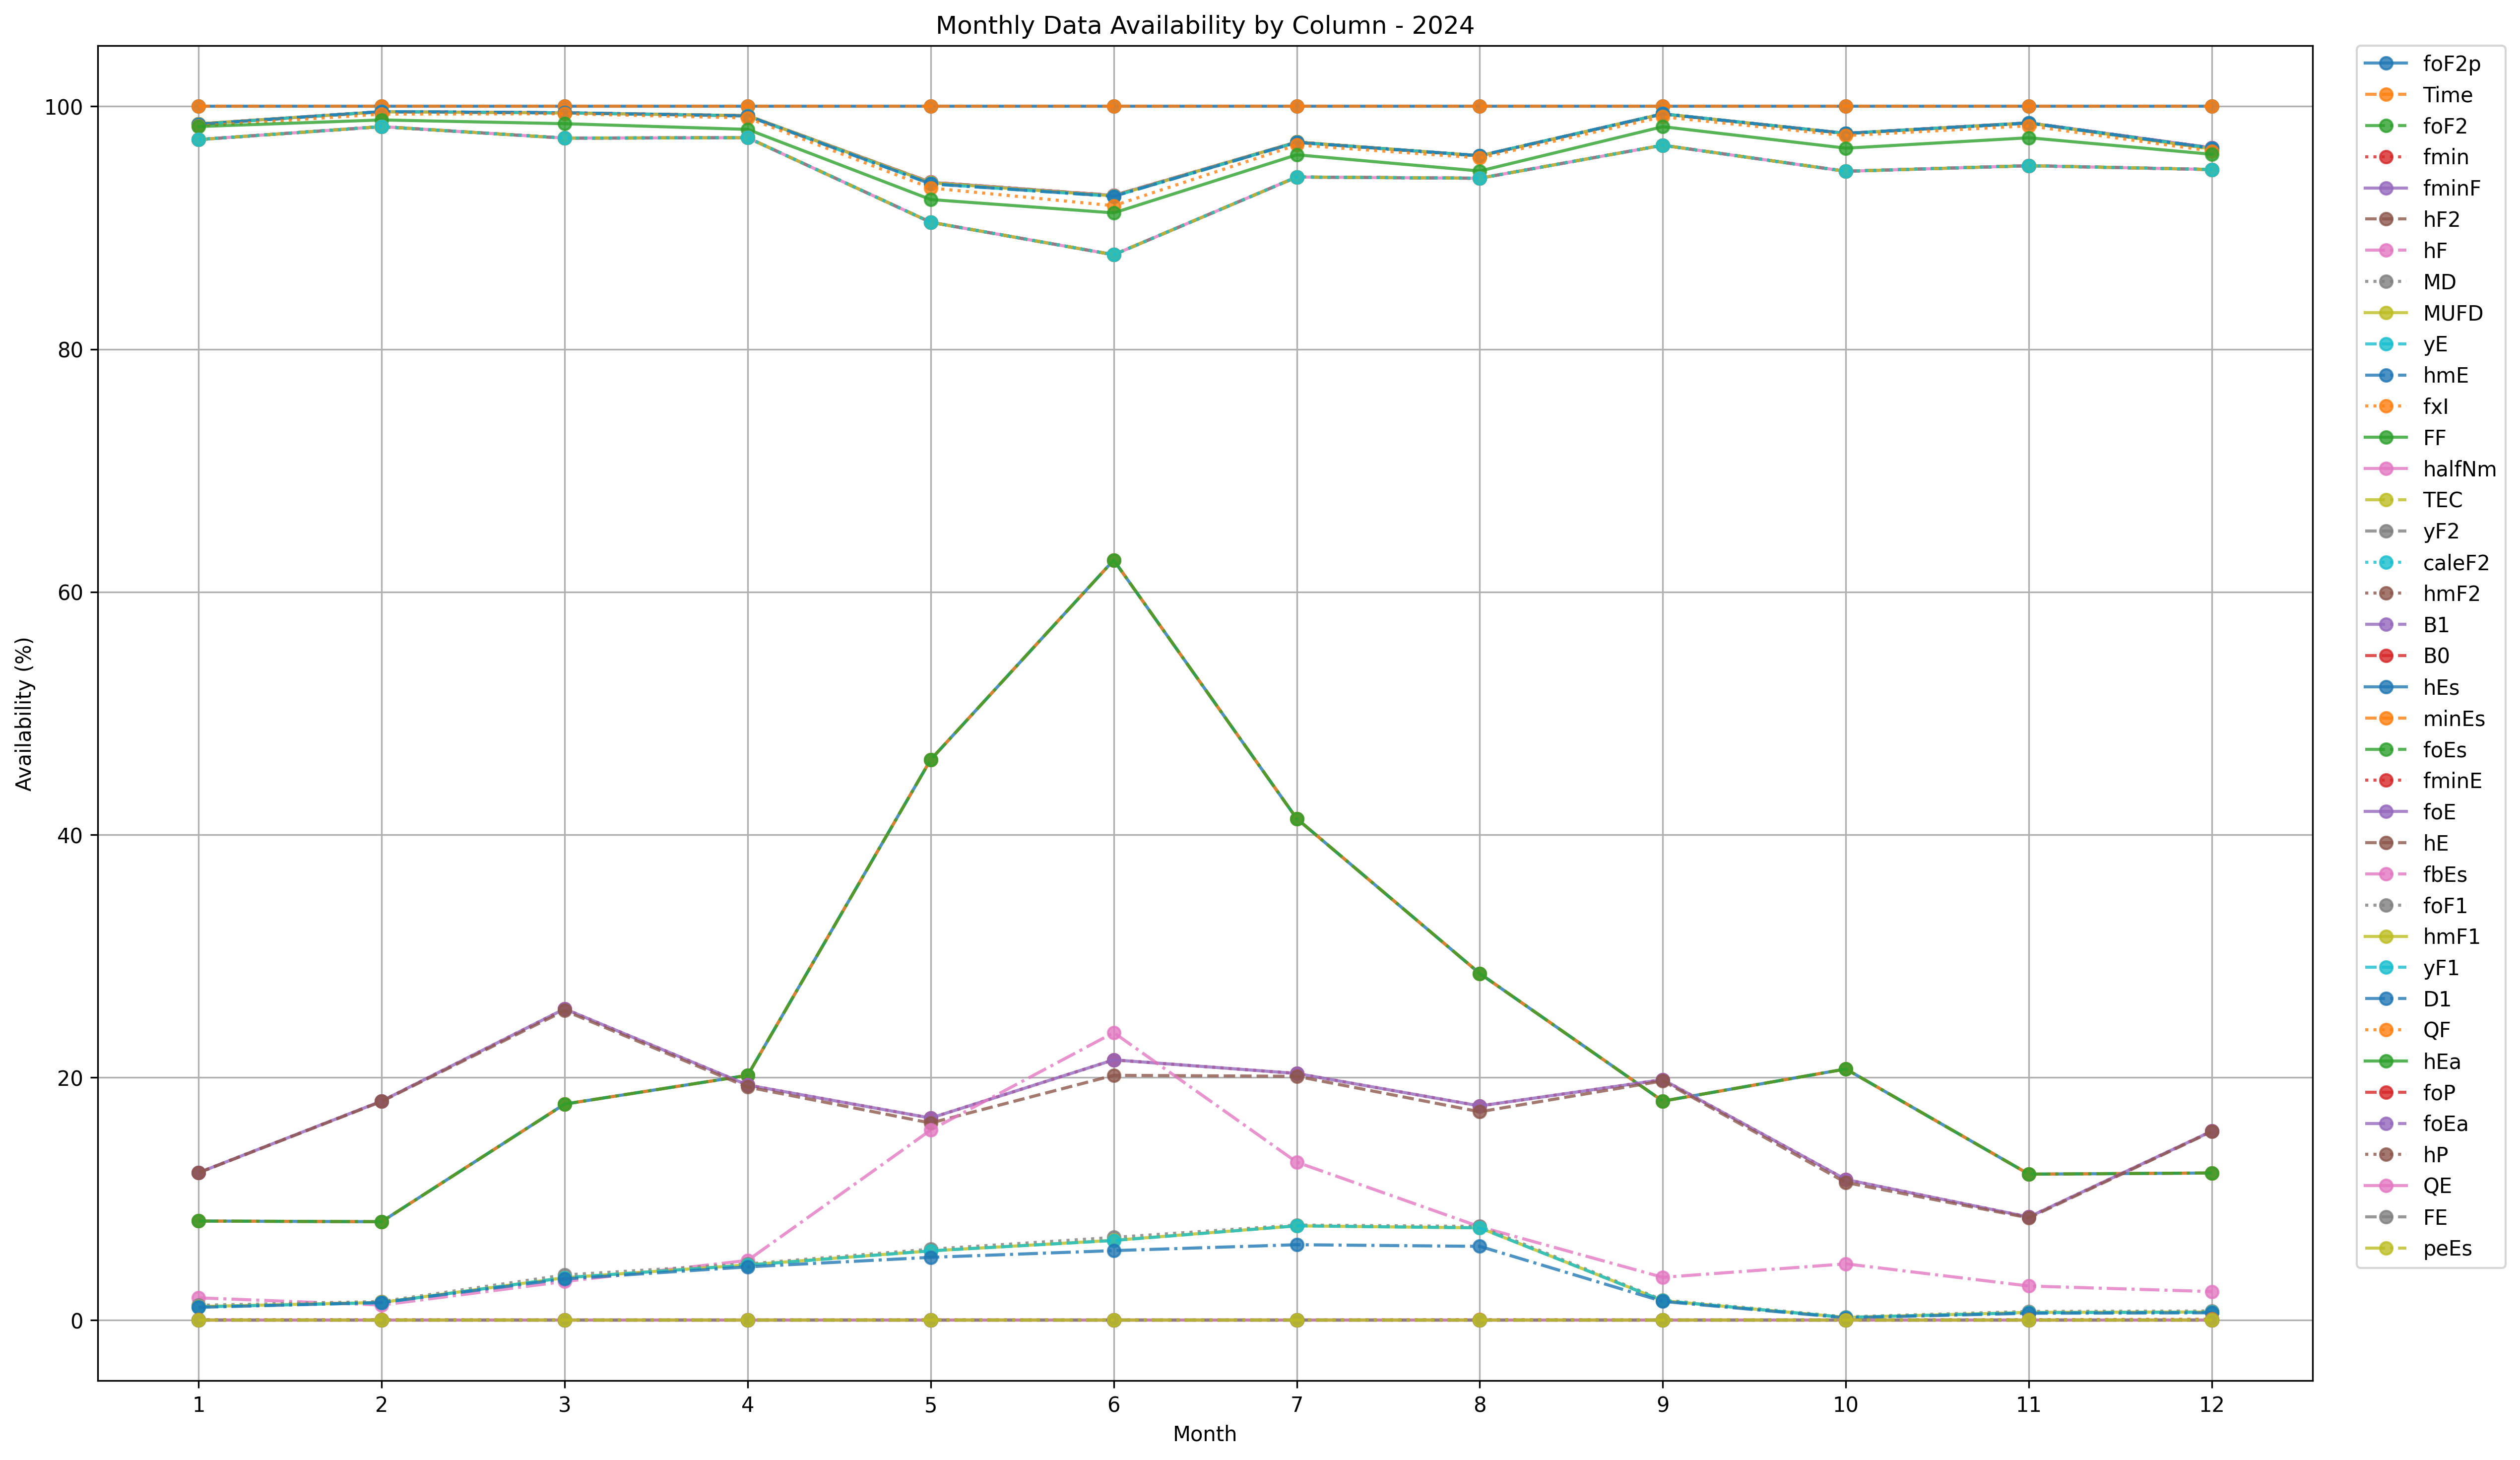 Monthly Data Availability by Column - 2024
100
80
60
40
20
0
Availability (%)
1 2 3 4 5 6 7 8 9 10 11 12
Month
foF2p
Time
foF2
fmin
fminF
hF2
hF
MD
MUFD
yE
hmE
fxI
FF
halfNm
TEC
yF2
caleF2
hmF2
B1
B0
hEs
minEs
foEs
fminE
foE
hE
fbEs
foF1
hmF1
yF1
D1
QF
hEa
foP
foEa
hP
QE
FE
peEs